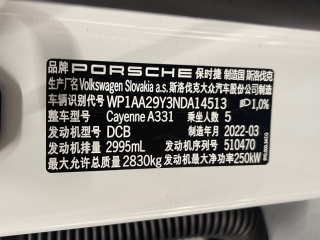 品牌 PORSCHE 保时捷 制造国 斯洛伐克
生产厂名 Volkswagen Slovakia a.s. 斯洛伐克大众汽车股份公司制造
车辆识别代号 WP1AA29Y3NDA14513 1,0%
整车型号 Cayenne A331 乘坐人数 5
发动机型号 DCB 制造年月 2022-03
发动机排量 2995mL 发动机序列号 510470
最大允许总质量 2830kg 发动机最大净功率 250kW